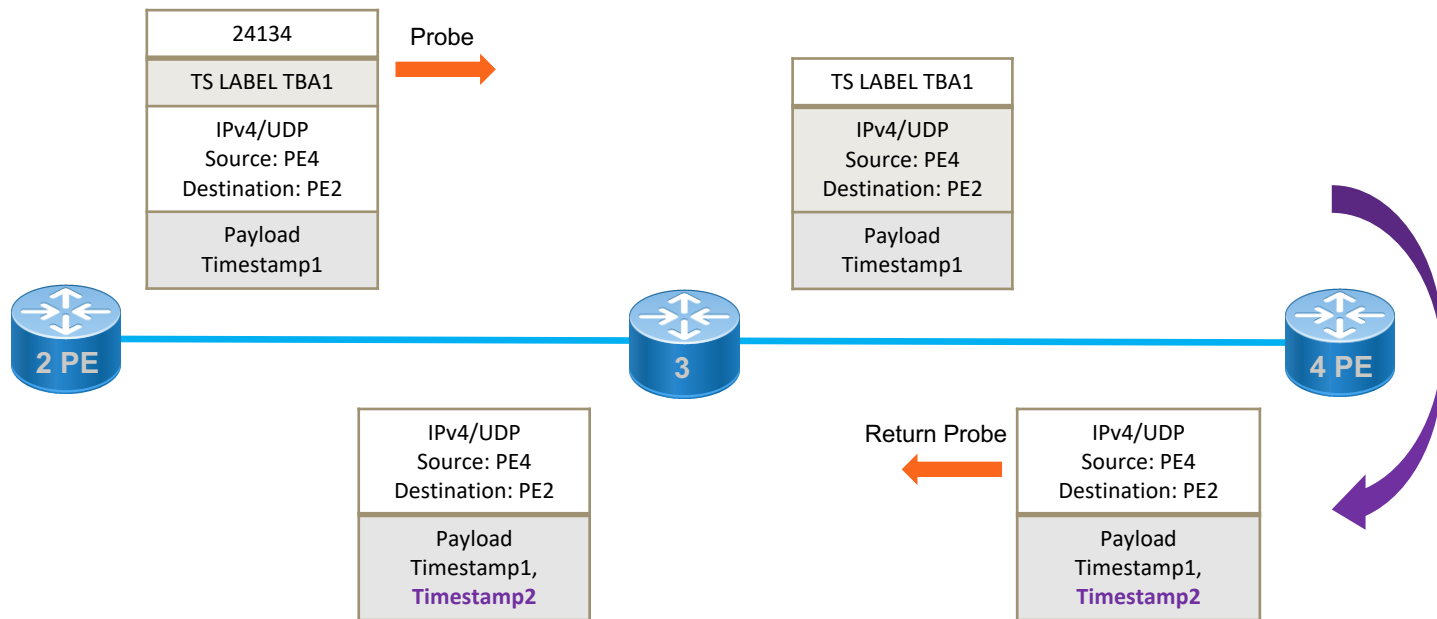 24134
TS LABEL TBA1
IPv4/UDP
Source: PE4
Destination: PE2
Payload
Timestamp1
Probe
TS LABEL TBA1
IPv4/UDP
Source: PE4
Destination: PE2
Payload
Timestamp1
2 PE
3
4 PE
IPv4/UDP
Source: PE4
Destination: PE2
Payload
Timestamp1,
Timestamp2
Return Probe
IPv4/UDP
Source: PE4
Destination: PE2
Payload
Timestamp1,
Timestamp2